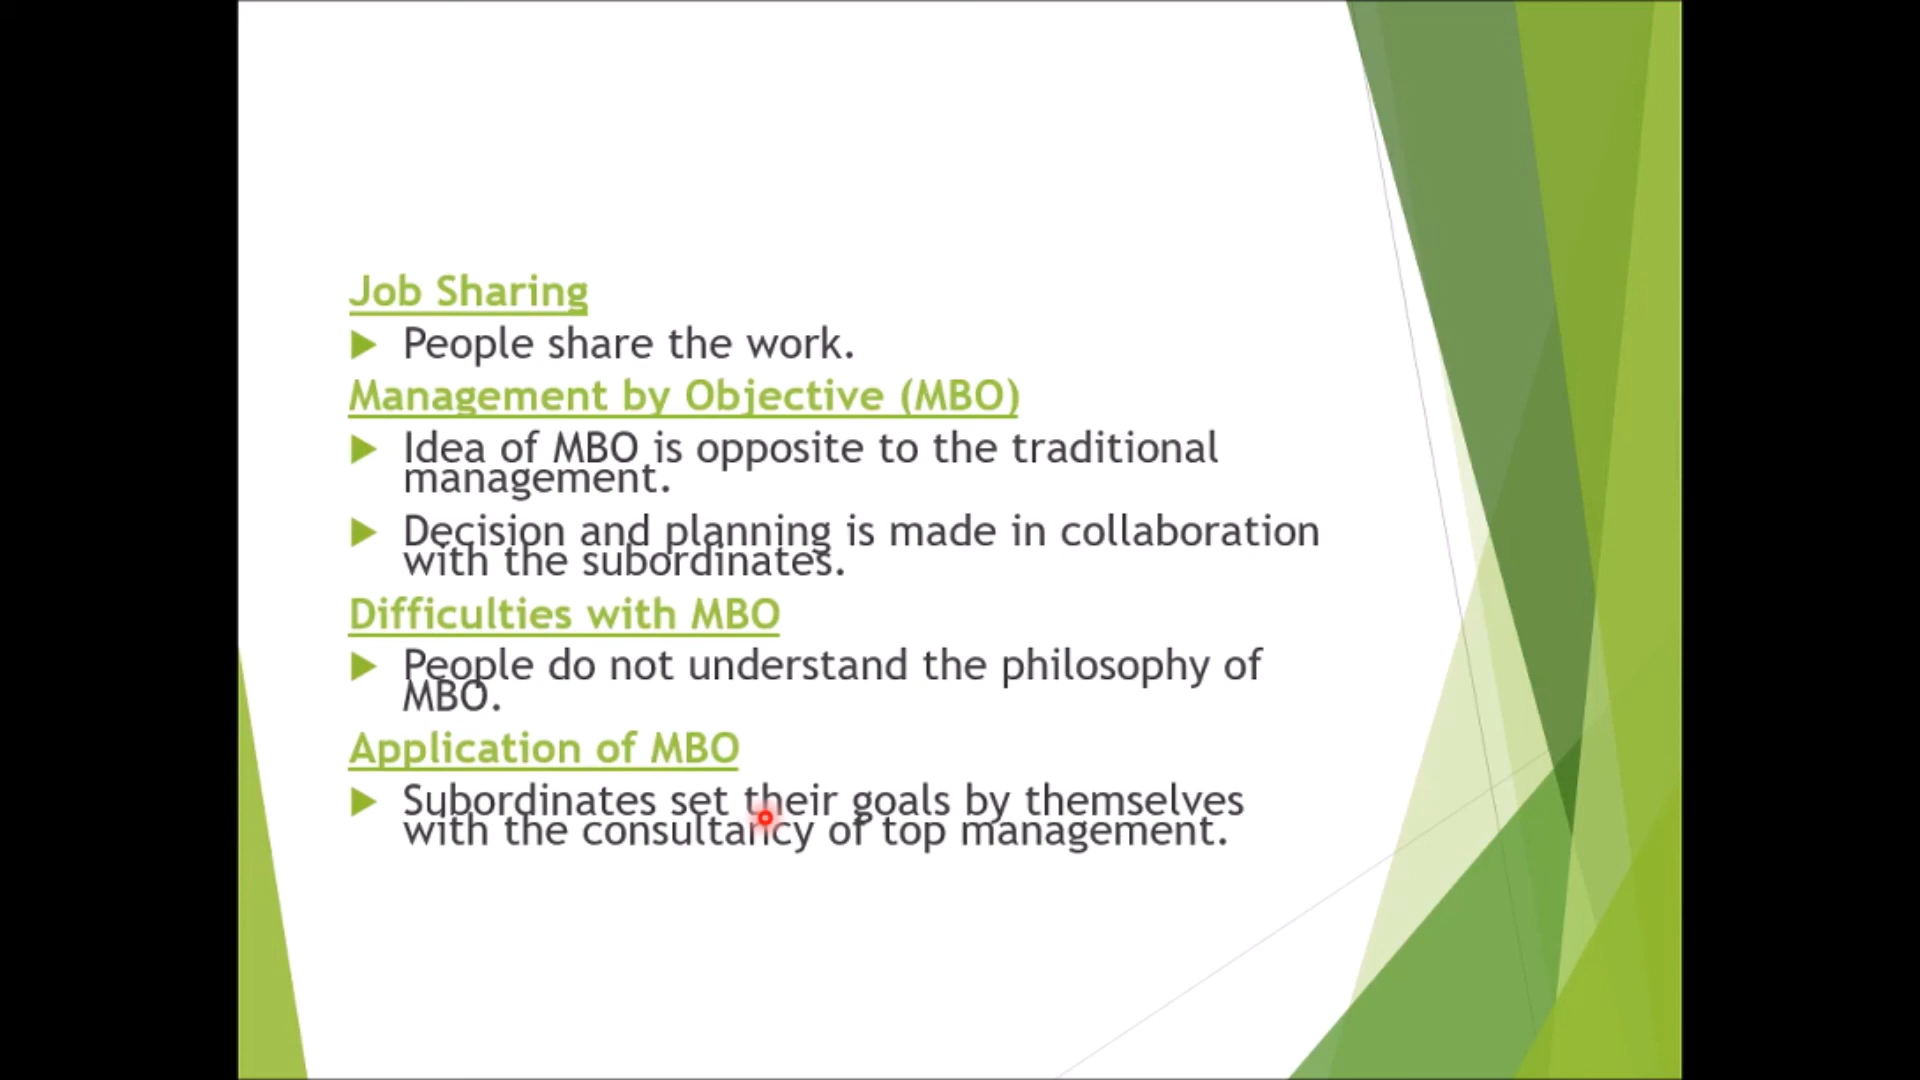 Job Sharing
People share the work.
Management by Objective (MBO)
Idea of MBO is opposite to the traditional
management.
Decision and planning is made in collaboration
with the subordinates.
Difficulties with MBO
People do not understand the philosophy of
MBO.
Application of MBO
Subordinates set their goals by themselves
with the consultancy of top management.